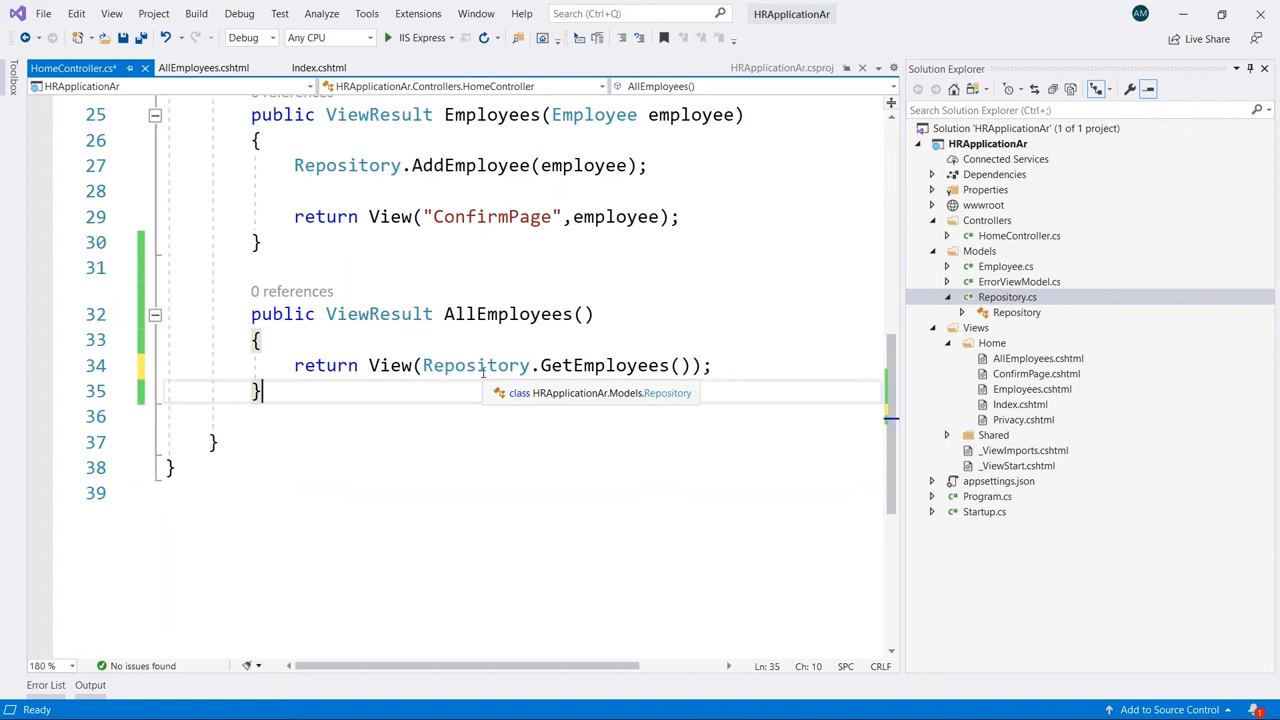 File Edit View Project Build Debug Test Analyze Tools Extensions Window Help Search (Ctrl+Q) HRApplicationAr AM
Debug Any CPU IIS Express Live Share
Toolbox
HomeController.cs* AllEmployees.cshtml Index.cshtml HRApplicationAr.csproj
HRApplicationAr HRApplicationAr.Controllers.HomeController AllEmployees()
0 references
25 public ViewResult Employees(Employee employee)
26 {
27 Repository.AddEmployee(employee);
28
29 return View("ConfirmPage",employee);
30 }
31
0 references
32 public ViewResult AllEmployees()
33 {
34 return View(Repository.GetEmployees());
35 }
class HRApplicationAr.Models.Repository
36
37 }
38 }
39
180 % No issues found Ln: 35 Ch: 10 SPC CRLF
Error List Output
Solution Explorer
Search Solution Explorer (Ctrl+;)
Solution 'HRApplicationAr' (1 of 1 project)
HRApplicationAr
Connected Services
Dependencies
Properties
wwwroot
Controllers
C# HomeController.cs
Models
C# Employee.cs
C# ErrorViewModel.cs
C# Repository.cs
Repository
Views
Home
AllEmployees.cshtml
ConfirmPage.cshtml
Employees.cshtml
Index.cshtml
Privacy.cshtml
Shared
_ViewImports.cshtml
_ViewStart.cshtml
appsettings.json
C# Program.cs
C# Startup.cs
Ready Add to Source Control 1